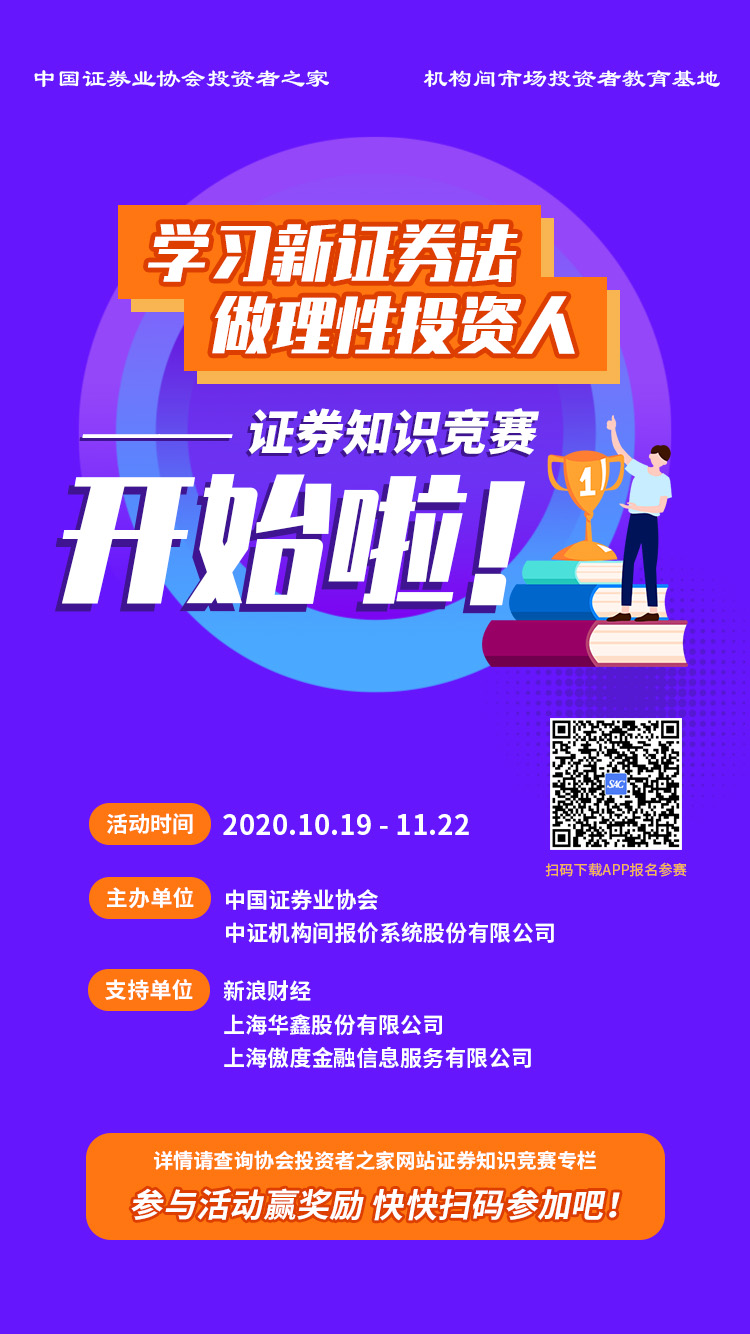 中国证券业协会投资者之家
机构间市场投资者教育基地
学习新证券法
做理性投资人
证券知识竞赛
开始啦!
1
SAC
扫码下载APP报名参赛
活动时间
2020.10.19 - 11.22
主办单位
中国证券业协会
中证机构间报价系统股份有限公司
支持单位
新浪财经
上海华鑫股份有限公司
上海傲度金融信息服务有限公司
详情请查询协会投资者之家网站证券知识竞赛专栏
参与活动赢奖励 快快扫码参加吧!